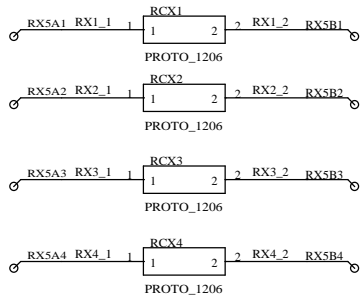 RCX1
RX5A1 RX1_1 1 1 2 2 RX1_2 RX5B1
PROTO_1206
RCX2
RX5A2 RX2_1 1 1 2 2 RX2_2 RX5B2
PROTO_1206
RCX3
RX5A3 RX3_1 1 1 2 2 RX3_2 RX5B3
PROTO_1206
RCX4
RX5A4 RX4_1 1 1 2 2 RX4_2 RX5B4
PROTO_1206